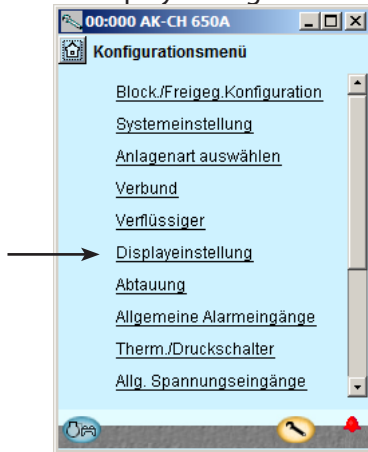 00:000 AK-CH 650A
Konfigurationsmenü
Block./Freigeg.Konfiguration
Systemeinstellung
Anlagenart auswählen
Verbund
Verflüssiger
Displayeinstellung
Abtauung
Allgemeine Alarmeingänge
Therm./Druckschalter
Allg. Spannungseingänge